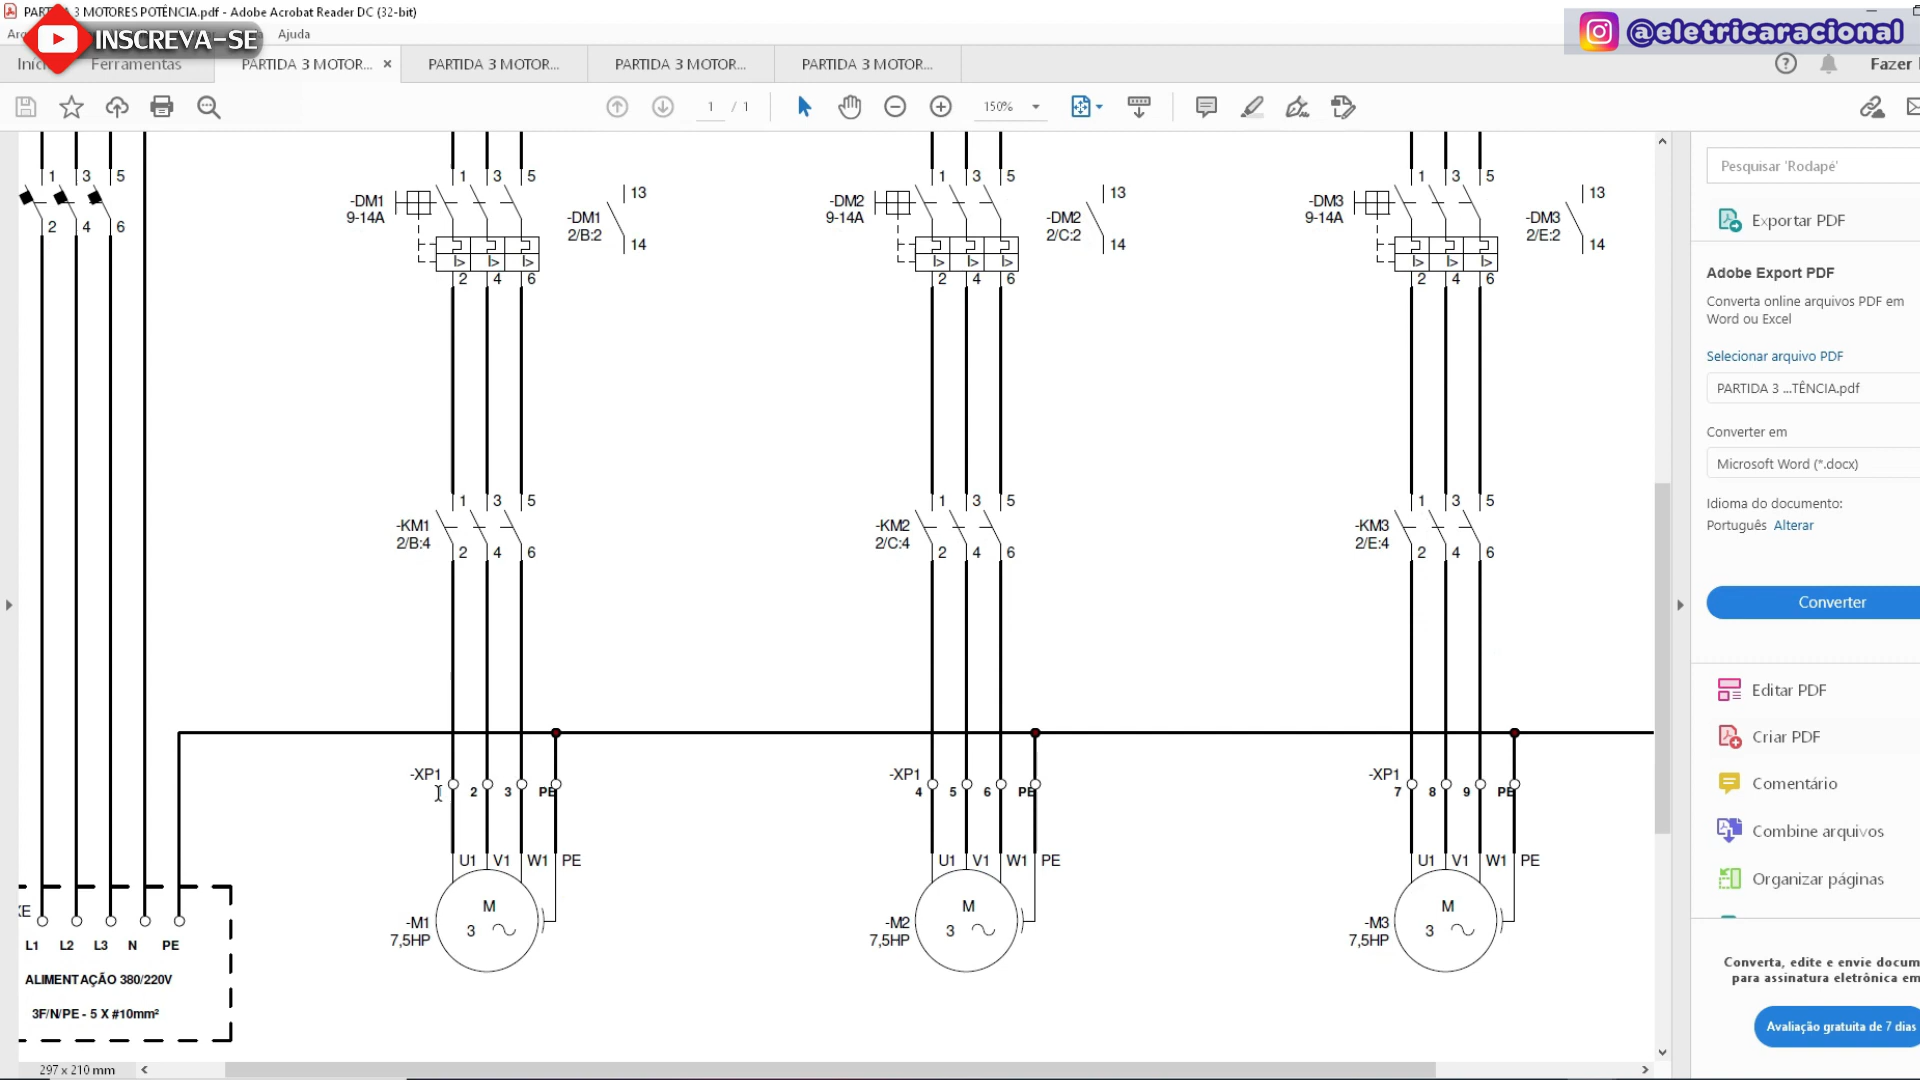 PARTIDA 3 MOTORES POTÊNCIA.pdf - Adobe Acrobat Reader DC (32-bit)
INSCREVA-SE
@eletricaracional
Ajuda
Ferramentas
PARTIDA 3 MOTOR...
PARTIDA 3 MOTOR...
PARTIDA 3 MOTOR...
PARTIDA 3 MOTOR...
Fazer
1 / 1
150%
Pesquisar 'Rodapé'
Exportar PDF
Adobe Export PDF
Converta online arquivos PDF em
Word ou Excel
Selecionar arquivo PDF
PARTIDA 3 ...TÊNCIA.pdf
Converter em
Microsoft Word (*.docx)
Idioma do documento:
Português Alterar
Converter
Editar PDF
Criar PDF
Comentário
Combine arquivos
Organizar páginas
Converta, edite e envie docum
para assinatura eletrônica em
Avaliação gratuita de 7 dias
1 3 5
2 4 6
-DM1
9-14A
1 3 5
I> I> I>
2 4 6
-DM1
2/B:2
13
14
-DM2
9-14A
1 3 5
I> I> I>
2 4 6
-DM2
2/C:2
13
14
-DM3
9-14A
1 3 5
I> I> I>
2 4 6
-DM3
2/E:2
13
14
-KM1
2/B:4
1 3 5
2 4 6
-KM2
2/C:4
1 3 5
2 4 6
-KM3
2/E:4
1 3 5
2 4 6
-XP1
2 3 PE
-XP1
4 5 6 PE
-XP1
7 8 9 PE
U1 V1 W1 PE
U1 V1 W1 PE
U1 V1 W1 PE
M
3
-M1
7,5HP
M
3
-M2
7,5HP
M
3
-M3
7,5HP
L1 L2 L3 N PE
ALIMENTAÇÃO 380/220V
3F/N/PE - 5 X #10mm²
297 x 210 mm